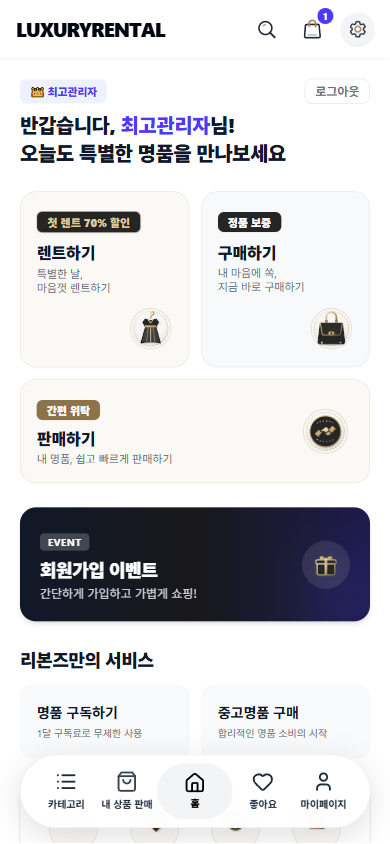 LUXURYRENTAL
1
최고관리자
로그아웃
반갑습니다, 최고관리자님!
오늘도 특별한 명품을 만나보세요
첫 렌트 70% 할인
렌트하기
특별한 날,
마음껏 렌트하기
정품 보증
구매하기
내 마음에 쏙,
지금 바로 구매하기
간편 위탁
판매하기
내 명품, 쉽고 빠르게 판매하기
EVENT
회원가입 이벤트
간단하게 가입하고 가볍게 쇼핑!
리본즈만의 서비스
명품 구독하기
1달 구독료로 무제한 사용
중고명품 구매
합리적인 명품 소비의 시작
카테고리
내 상품 판매
홈
좋아요
마이페이지